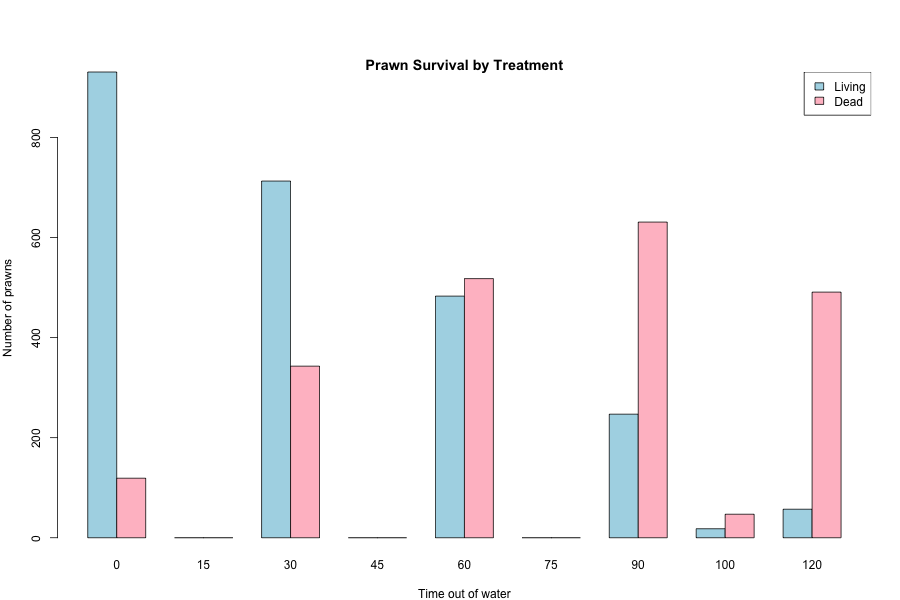 Prawn Survival by Treatment
Living
Dead
Number of prawns
800
600
400
200
0
0 15 30 45 60 75 90 100 120
Time out of water